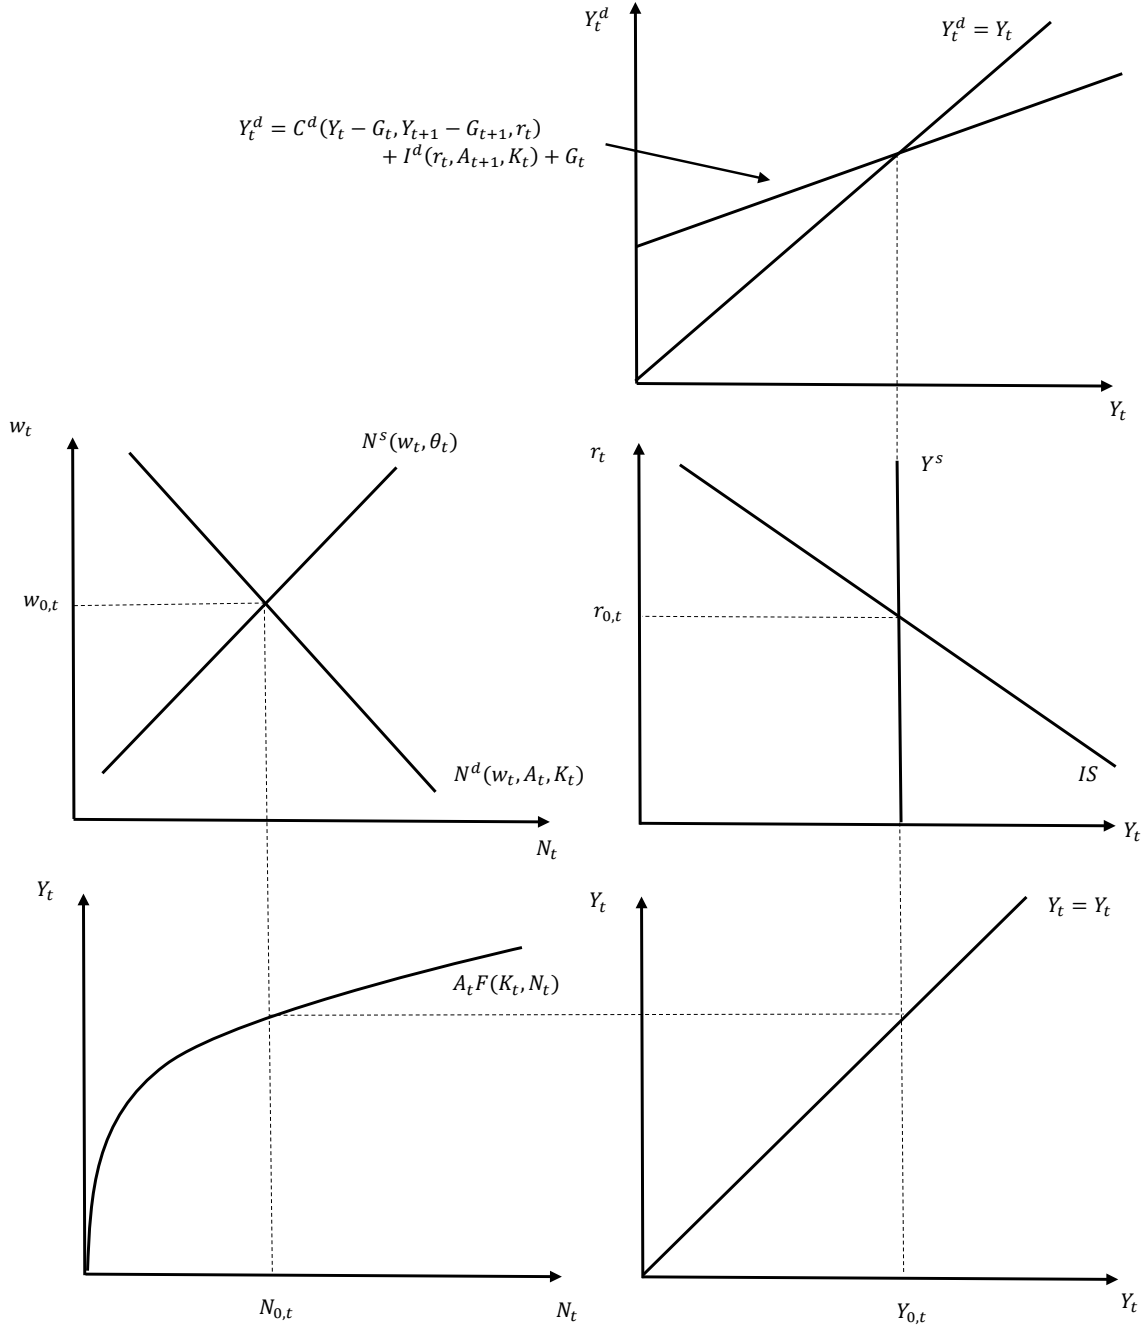 Y_t^d
Y_t^d = Y_t
Y_t^d = C^d(Y_t − G_t, Y_{t+1} − G_{t+1}, r_t)
+ I^d(r_t, A_{t+1}, K_t) + G_t
Y_t
w_t
N^s(w_t, θ_t)
w_{0,t}
N^d(w_t, A_t, K_t)
N_t
r_t
Y^s
r_{0,t}
IS
Y_t
Y_t
A_tF(K_t, N_t)
N_{0,t}
N_t
Y_t
Y_t = Y_t
Y_{0,t}
Y_t